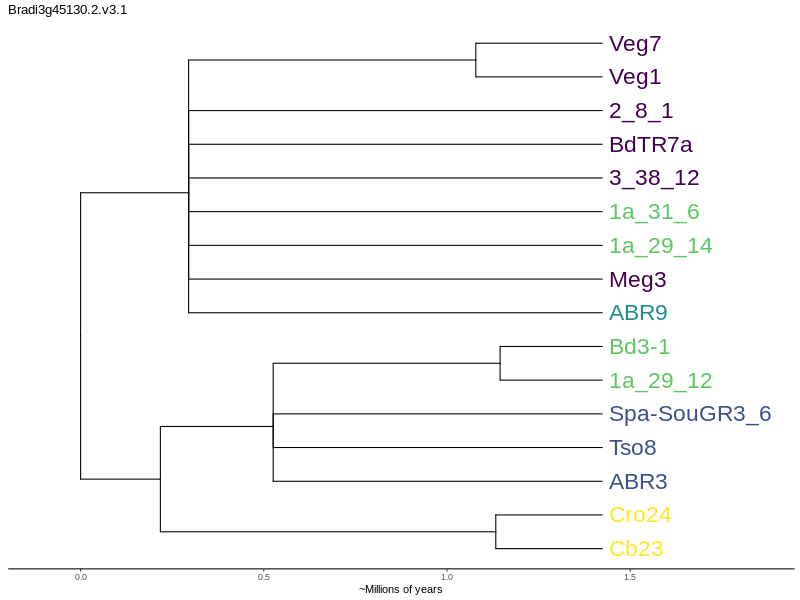 Bradi3g45130.2.v3.1
Veg7
Veg1
2_8_1
BdTR7a
3_38_12
1a_31_6
1a_29_14
Meg3
ABR9
Bd3-1
1a_29_12
Spa-SouGR3_6
Tso8
ABR3
Cro24
Cb23
0.0 0.5 1.0 1.5
~Millions of years